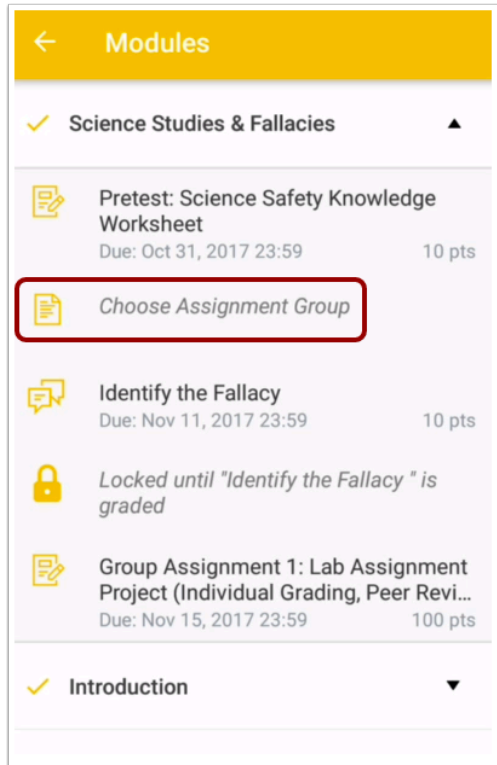 Modules
Science Studies & Fallacies
Pretest: Science Safety Knowledge
Worksheet
Due: Oct 31, 2017 23:59 10 pts
Choose Assignment Group
Identify the Fallacy
Due: Nov 11, 2017 23:59 10 pts
Locked until "Identify the Fallacy " is
graded
Group Assignment 1: Lab Assignment
Project (Individual Grading, Peer Revi...
Due: Nov 15, 2017 23:59 100 pts
Introduction